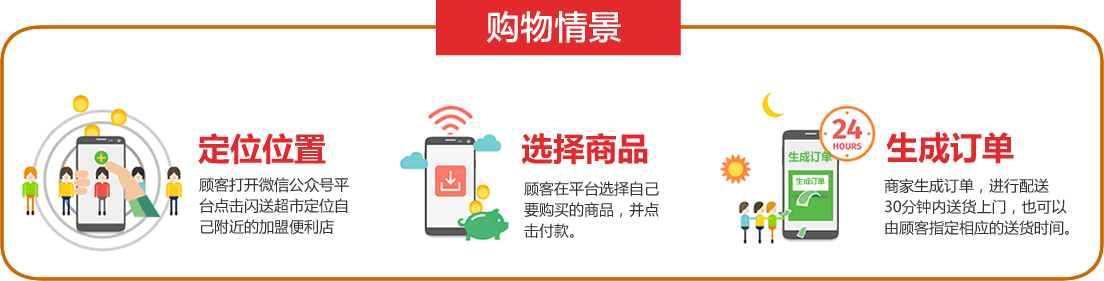 购物情景
定位位置
顾客打开微信公众号平
台点击闪送超市定位自
己附近的加盟便利店
选择商品
顾客在平台选择自己
要购买的商品，并点
击付款。
24
HOURS
生成订单
生成订单
生成订单
商家生成订单，进行配送
30分钟内送货上门，也可以
由顾客指定相应的送货时间。